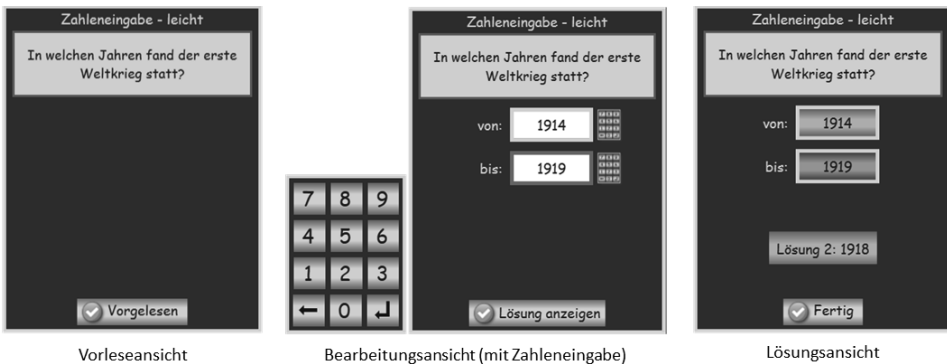 Zahleneingabe - leicht
In welchen Jahren fand der erste
Weltkrieg statt?
Vorgelesen
Vorleseansicht
7 8 9
4 5 6
1 2 3
← 0 ↵
Zahleneingabe - leicht
In welchen Jahren fand der erste
Weltkrieg statt?
von: 1914
bis: 1919
Lösung anzeigen
Bearbeitungsansicht (mit Zahleneingabe)
Zahleneingabe - leicht
In welchen Jahren fand der erste
Weltkrieg statt?
von: 1914
bis: 1919
Lösung 2: 1918
Fertig
Lösungsansicht